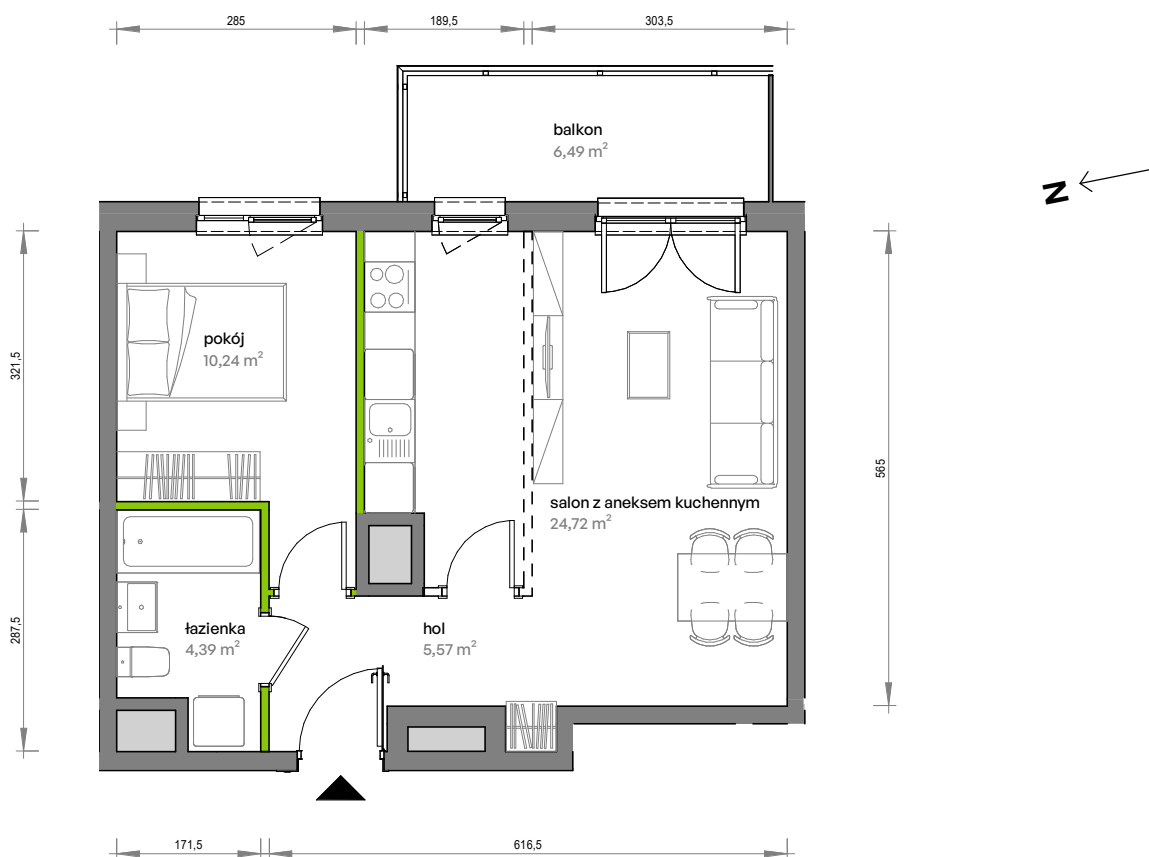 285
189,5
303,5
balkon
6,49 m²
N
321,5
pokój
10,24 m²
565
salon z aneksem kuchennym
24,72 m²
287,5
łazienka
4,39 m²
hol
5,57 m²
171,5
616,5